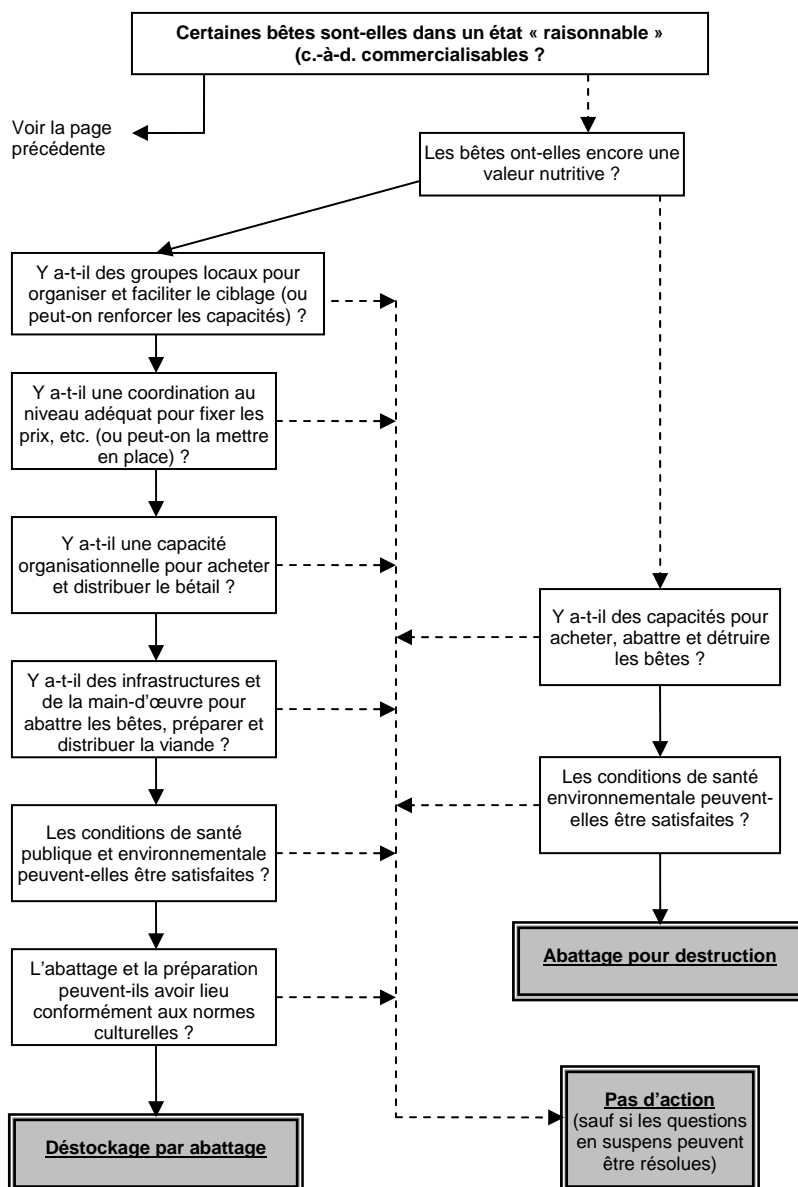 Certaines bêtes sont-elles dans un état « raisonnable »
(c.-à-d. commercialisables ?
Voir la page
précédente
Les bêtes ont-elles encore une
valeur nutritive ?
Y a-t-il des groupes locaux pour
organiser et faciliter le ciblage (ou
peut-on renforcer les capacités) ?
Y a-t-il une coordination au
niveau adéquat pour fixer les
prix, etc. (ou peut-on la mettre
en place) ?
Y a-t-il une capacité
organisationnelle pour acheter
et distribuer le bétail ?
Y a-t-il des capacités pour
acheter, abattre et détruire
les bêtes ?
Y a-t-il des infrastructures et
de la main-d'œuvre pour
abattre les bêtes, préparer et
distribuer la viande ?
Les conditions de santé
environnementale peuvent-
elles être satisfaites ?
Les conditions de santé
publique et environnementale
peuvent-elles être satisfaites ?
Abattage pour destruction
L'abattage et la préparation
peuvent-ils avoir lieu
conformément aux normes
culturelles ?
Déstockage par abattage
Pas d'action
(sauf si les questions
en suspens peuvent
être résolues)